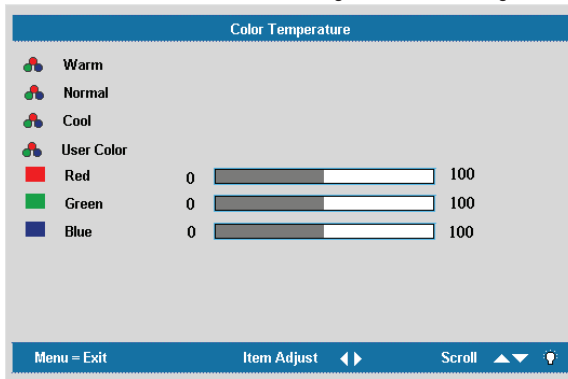 Color Temperature
Warm
Normal
Cool
User Color
Red 0 100
Green 0 100
Blue 0 100
Menu = Exit Item Adjust Scroll